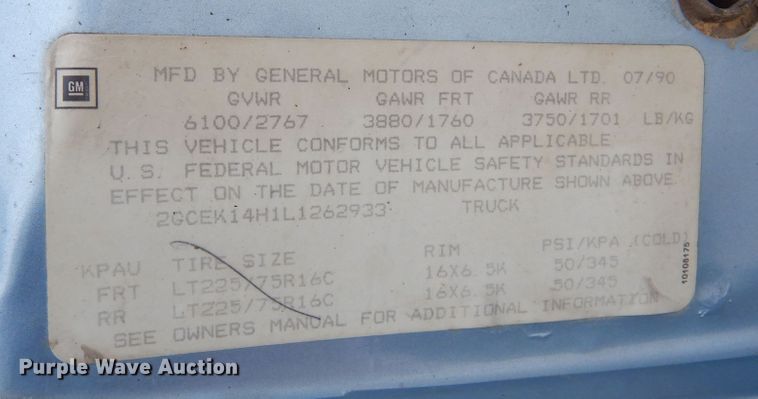 GM
MFD BY GENERAL MOTORS OF CANADA LTD. 07/90
GVWR GAWR FRT GAWR RR
6100/2767 3880/1760 3750/1701 LB/KG
THIS VEHICLE CONFORMS TO ALL APPLICABLE
U.S. FEDERAL MOTOR VEHICLE SAFETY STANDARDS IN
EFFECT ON THE DATE OF MANUFACTURE SHOWN ABOVE
2GCEK14H1L1262933 TRUCK
KPAU TIRE SIZE RIM PSI/KPA (COLD)
FRT LT225/75R16C 16X6.5K 50/345
RR LT225/75R16C 16X6.5K 50/345
SEE OWNERS MANUAL FOR ADDITIONAL INFORMATION
10108175
Purple Wave Auction